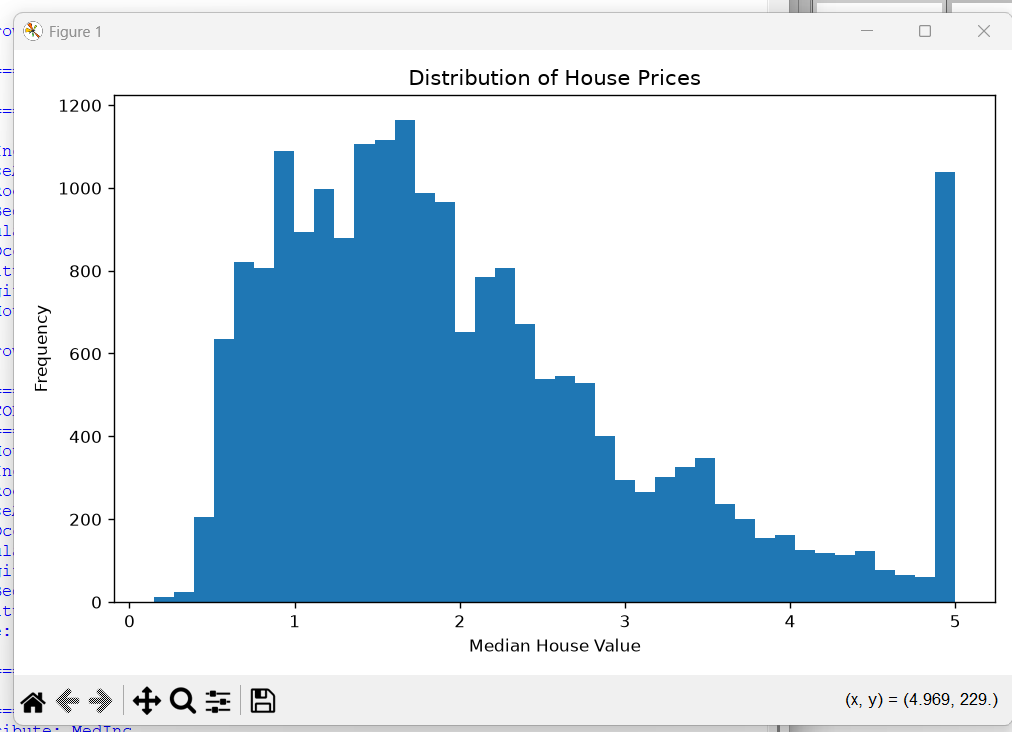 Figure 1
Distribution of House Prices
1200
1000
800
600
400
200
0
Frequency
0 1 2 3 4 5
Median House Value
(x, y) = (4.969, 229.)
ribute: MedInc